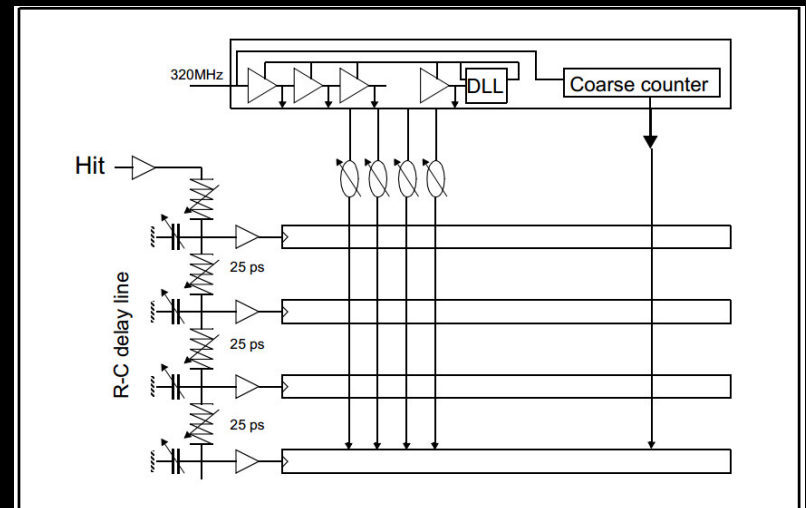 320MHz
DLL
Coarse counter
Hit
25 ps
25 ps
25 ps
R-C delay line